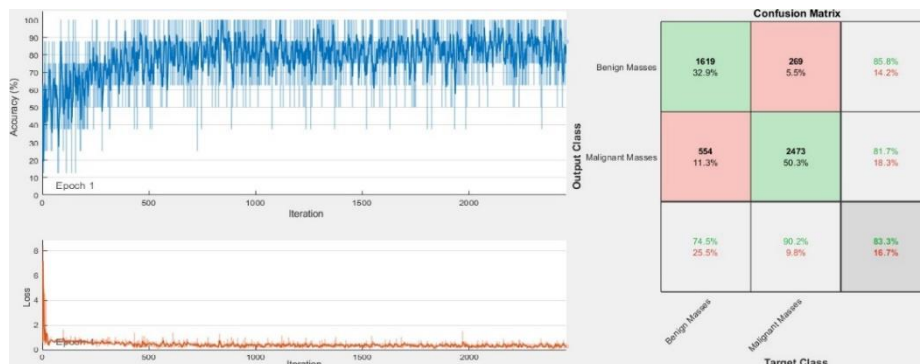 100
90
80
70
60
50
40
30
20
10
0
Accuracy (%)
Epoch 1
0 500 1000 1500 2000
Iteration
8
6
4
2
0
Loss
0 500 1000 1500 2000
Iteration
Confusion Matrix
Output Class
Benign Masses
1619 269 85.8%
32.9% 5.5% 14.2%
Malignant Masses
554 2473 81.7%
11.3% 50.3% 18.3%
74.5% 90.2% 83.3%
25.5% 9.8% 16.7%
Benign Masses
Malignant Masses
Target Class